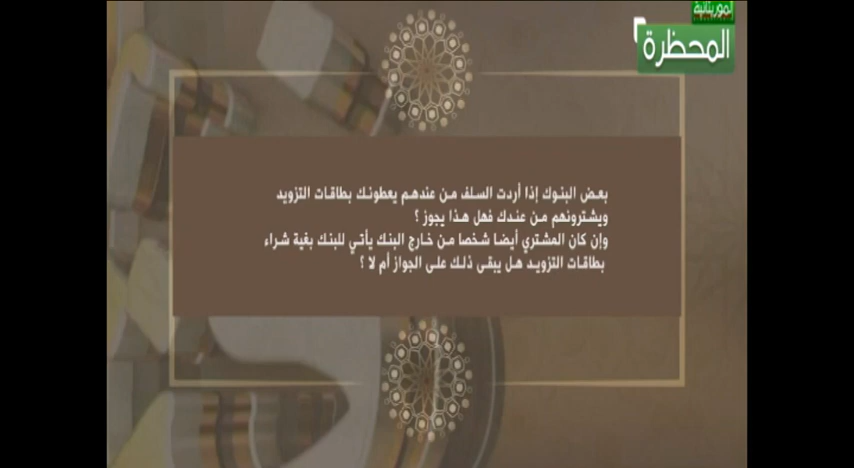 الموريتانية
المحظرة
بعض البنوك إذا أردت السلف من عندهم يعطونك بطاقات التزويد
ويشترونهم من عندك فهل هذا يجوز ؟
وإن كان المشتري أيضا شخصا من خارج البنك يأتي للبنك بغية شراء
بطاقات التزويد هل يبقى ذلك على الجواز أم لا ؟